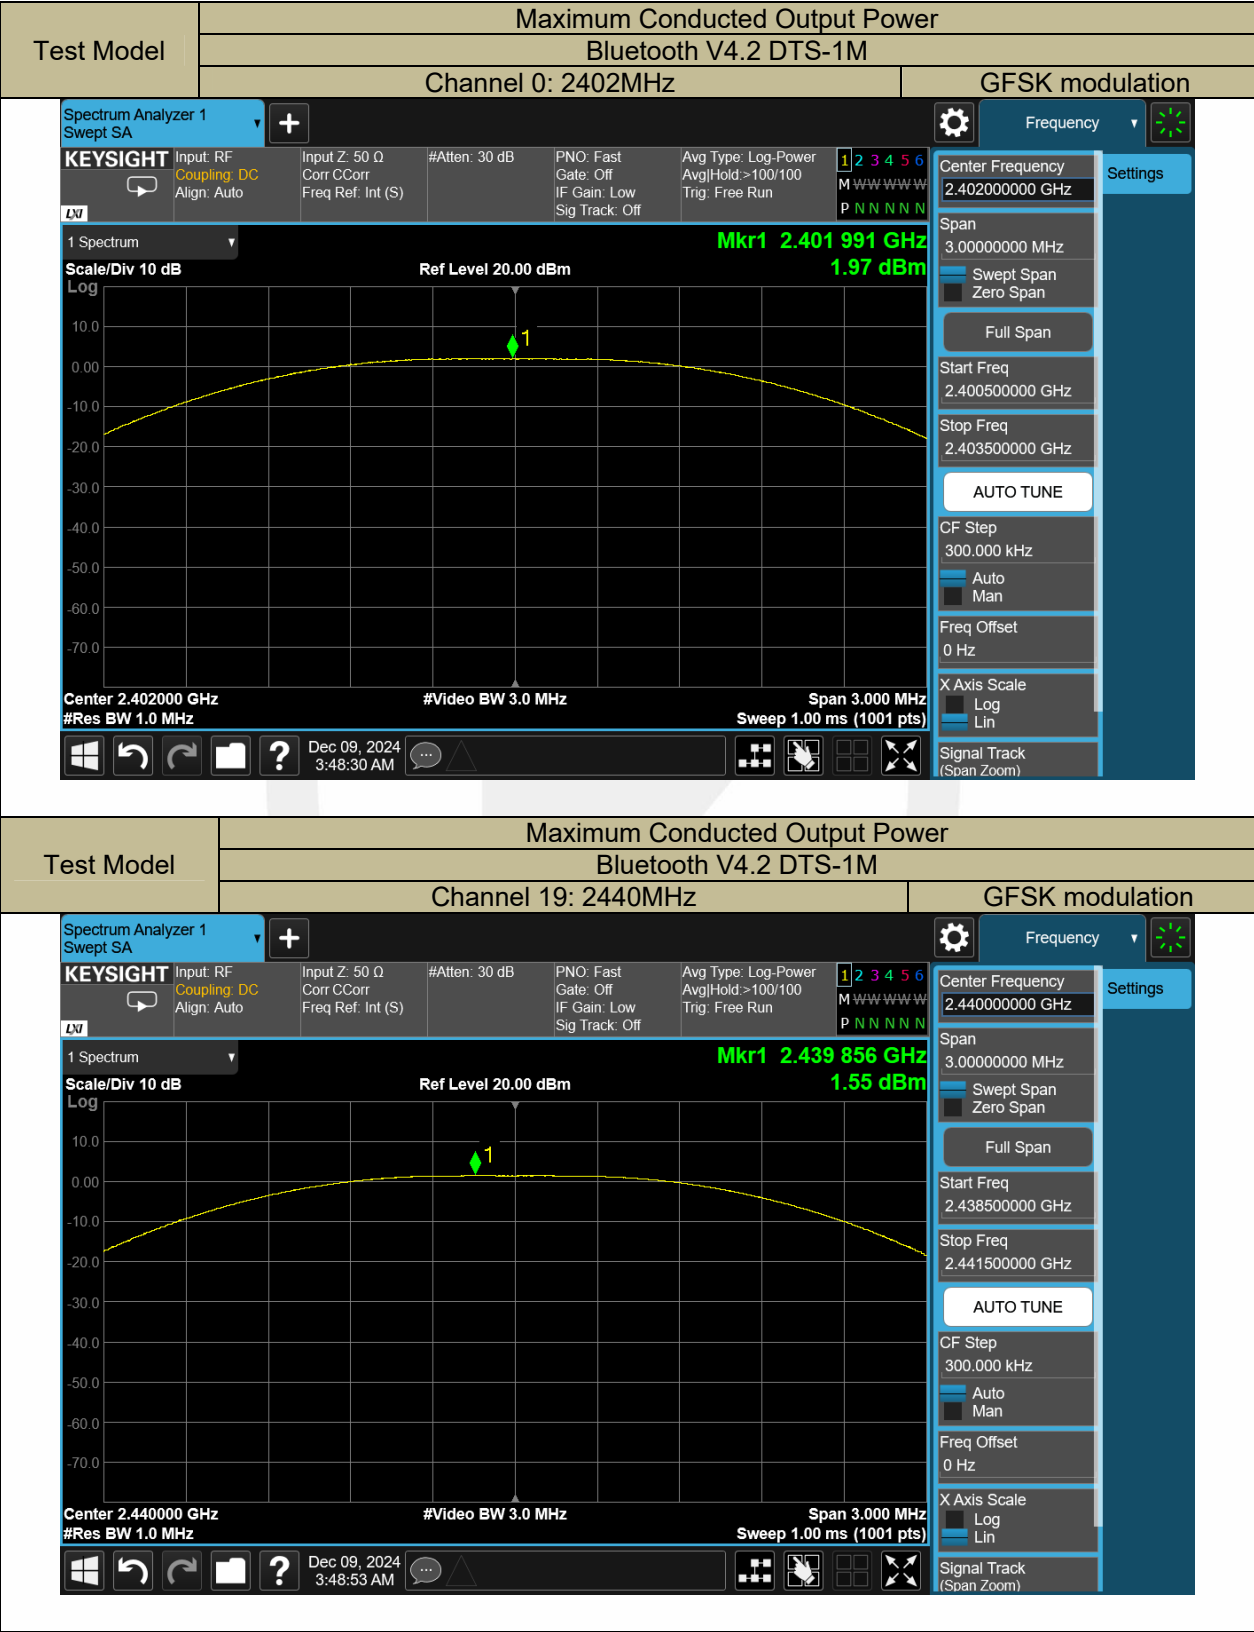 Test Model
Maximum Conducted Output Power
Bluetooth V4.2 DTS-1M
Channel 0: 2402MHz
GFSK modulation
Spectrum Analyzer 1
Swept SA
Frequency
KEYSIGHT
LXI
Input: RF
Coupling: DC
Align: Auto
Input Z: 50 Ω
Corr CCorr
Freq Ref: Int (S)
#Atten: 30 dB
PNO: Fast
Gate: Off
IF Gain: Low
Sig Track: Off
Avg Type: Log-Power
Avg|Hold:>100/100
Trig: Free Run
1 2 3 4 5 6
M W W W W W
P N N N N N
1 Spectrum
Mkr1 2.401 991 GHz
Scale/Div 10 dB
Ref Level 20.00 dBm
1.97 dBm
Log
1
10.0
0.00
-10.0
-20.0
-30.0
-40.0
-50.0
-60.0
-70.0
Center 2.402000 GHz
#Video BW 3.0 MHz
Span 3.000 MHz
#Res BW 1.0 MHz
Sweep 1.00 ms (1001 pts)
Dec 09, 2024
3:48:30 AM
Center Frequency
2.402000000 GHz
Settings
Span
3.00000000 MHz
Swept Span
Zero Span
Full Span
Start Freq
2.400500000 GHz
Stop Freq
2.403500000 GHz
AUTO TUNE
CF Step
300.000 kHz
Auto
Man
Freq Offset
0 Hz
X Axis Scale
Log
Lin
Signal Track
(Span Zoom)
Test Model
Maximum Conducted Output Power
Bluetooth V4.2 DTS-1M
Channel 19: 2440MHz
GFSK modulation
Spectrum Analyzer 1
Swept SA
Frequency
KEYSIGHT
LXI
Input: RF
Coupling: DC
Align: Auto
Input Z: 50 Ω
Corr CCorr
Freq Ref: Int (S)
#Atten: 30 dB
PNO: Fast
Gate: Off
IF Gain: Low
Sig Track: Off
Avg Type: Log-Power
Avg|Hold:>100/100
Trig: Free Run
1 2 3 4 5 6
M W W W W W
P N N N N N
1 Spectrum
Mkr1 2.439 856 GHz
Scale/Div 10 dB
Ref Level 20.00 dBm
1.55 dBm
Log
1
10.0
0.00
-10.0
-20.0
-30.0
-40.0
-50.0
-60.0
-70.0
Center 2.440000 GHz
#Video BW 3.0 MHz
Span 3.000 MHz
#Res BW 1.0 MHz
Sweep 1.00 ms (1001 pts)
Dec 09, 2024
3:48:53 AM
Center Frequency
2.440000000 GHz
Settings
Span
3.00000000 MHz
Swept Span
Zero Span
Full Span
Start Freq
2.438500000 GHz
Stop Freq
2.441500000 GHz
AUTO TUNE
CF Step
300.000 kHz
Auto
Man
Freq Offset
0 Hz
X Axis Scale
Log
Lin
Signal Track
(Span Zoom)